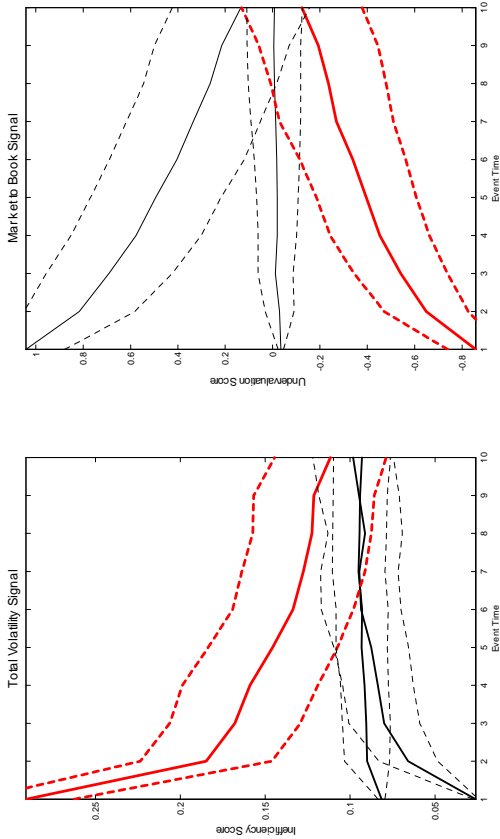 Total Volatility Signal
Inefficiency Score
0.25
0.2
0.15
0.1
0.05
1 2 3 4 5 6 7 8 9 10
Event Time
Market to Book Signal
Undervaluation Score
1
0.8
0.6
0.4
0.2
0
-0.2
-0.4
-0.6
-0.8
1 2 3 4 5 6 7 8 9 10
Event Time